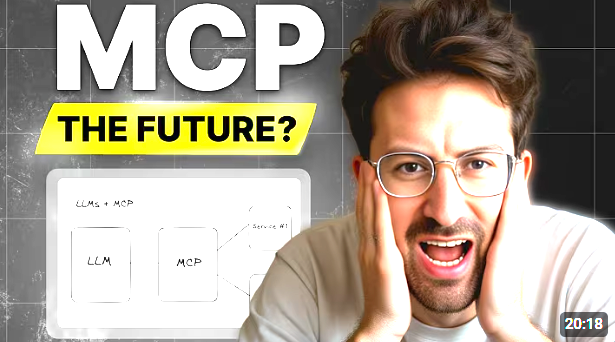 MCP
THE FUTURE?
LLMs + MCP
LLM
MCP
Service #1
20:18